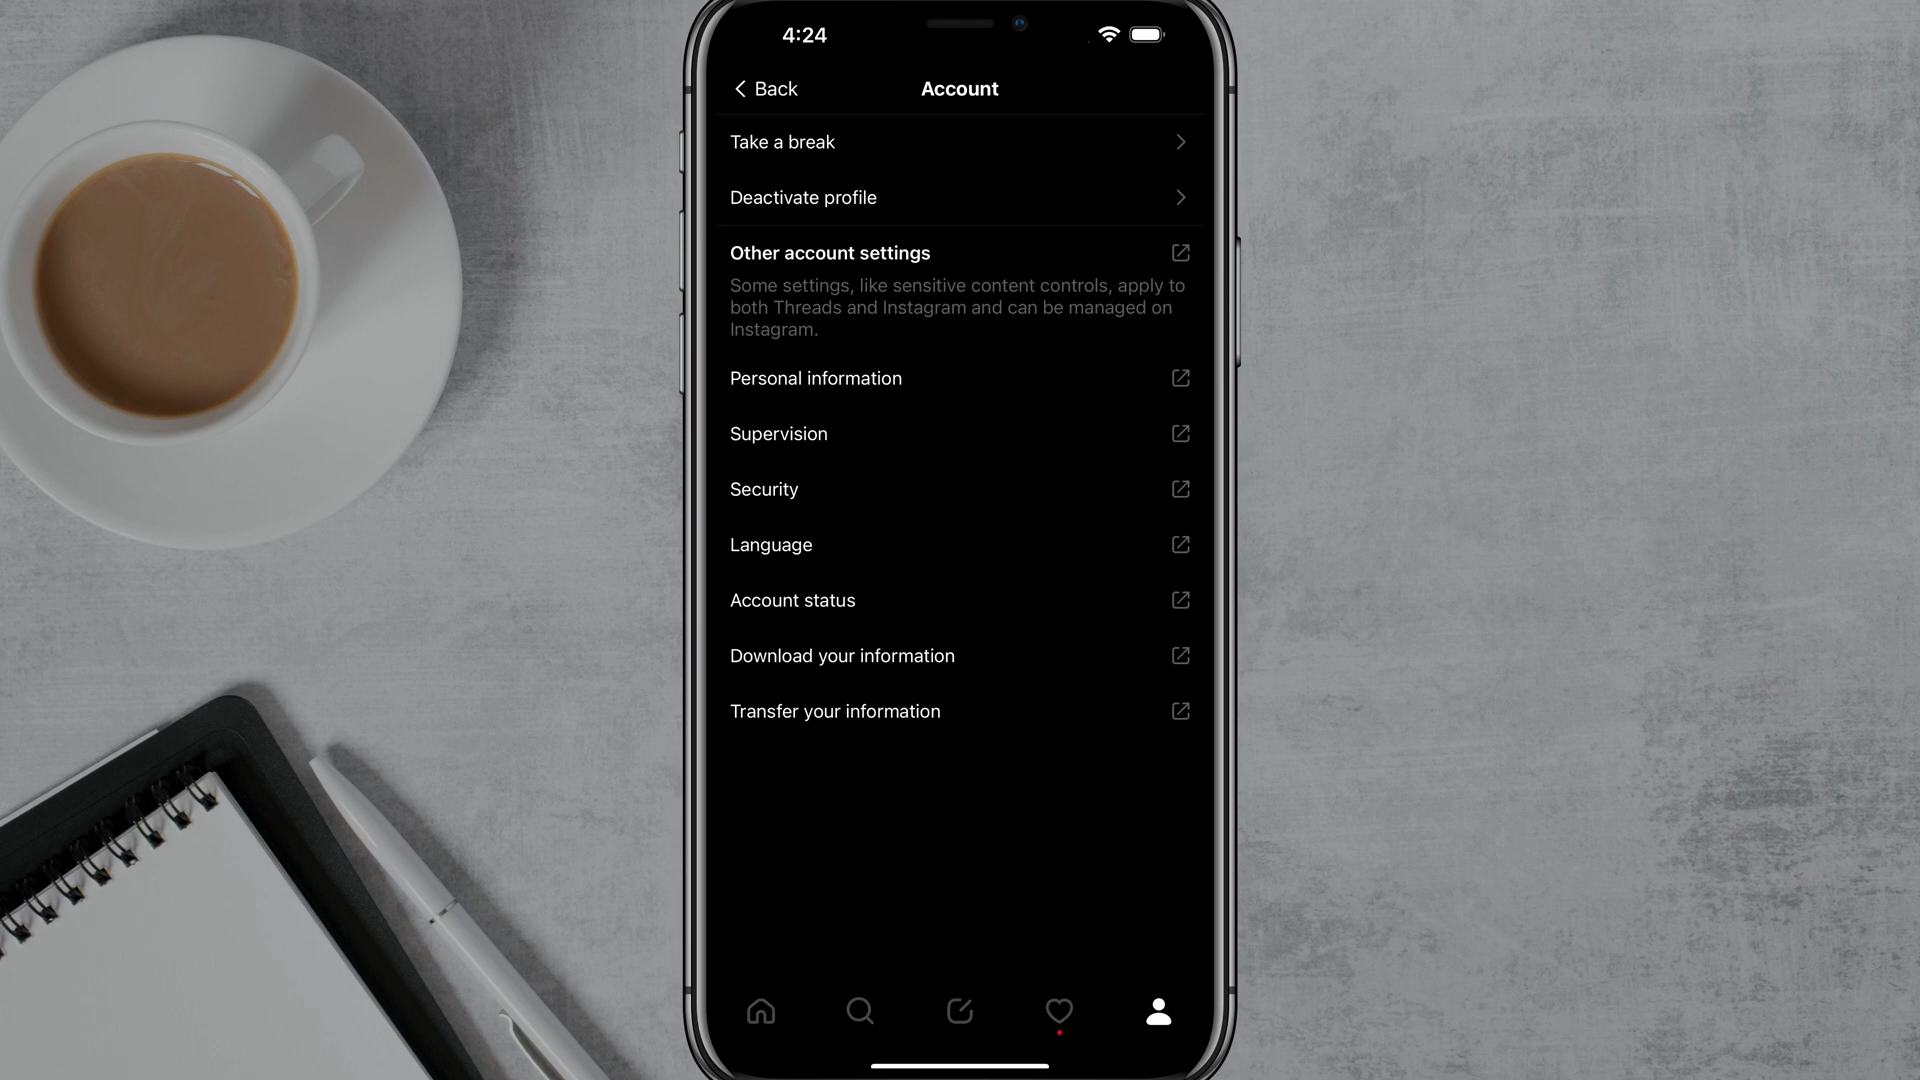 4:24
Back
Account
Take a break
Deactivate profile
Other account settings
Some settings, like sensitive content controls, apply to
both Threads and Instagram and can be managed on
Instagram.
Personal information
Supervision
Security
Language
Account status
Download your information
Transfer your information